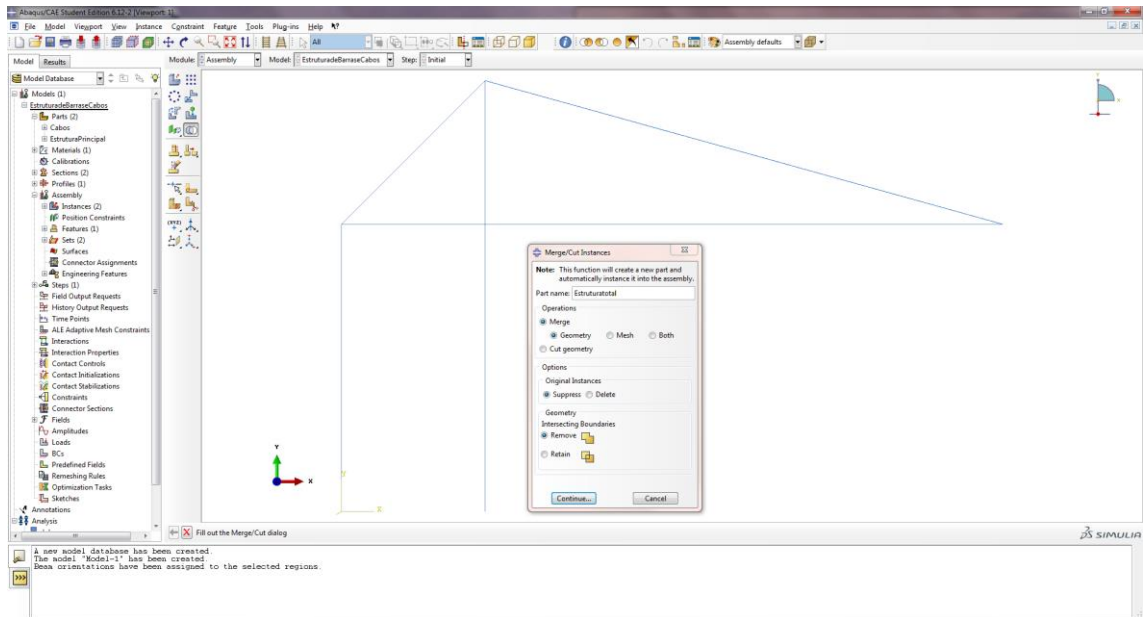 Abaqus/CAE Student Edition 6.12-2 [Viewport: 1]
File Model Viewport View Instance Constraint Feature Tools Plug-ins Help
All Assembly defaults
Model Results Module: Assembly Model: EstruturadeBarraseCabos Step: Initial
Model Database
Models (1)
EstruturadeBarraseCabos
Parts (2)
Cabos
EstruturaPrincipal
Materials (1)
Calibrations
Sections (2)
Profiles (1)
Assembly
Instances (2)
Position Constraints
Features (1)
Sets (2)
Surfaces
Connector Assignments
Engineering Features
Steps (1)
Field Output Requests
History Output Requests
Time Points
ALE Adaptive Mesh Constraints
Interactions
Interaction Properties
Contact Controls
Contact Initializations
Contact Stabilizations
Constraints
Connector Sections
Fields
Amplitudes
Loads
BCs
Predefined Fields
Remeshing Rules
Optimization Tasks
Sketches
Annotations
Analysis
Y
X
Merge/Cut Instances
Note: This function will create a new part and
automatically instance it into the assembly.
Part name: Estruturatotal
Operations
Merge
Geometry Mesh Both
Cut geometry
Options
Original Instances
Suppress Delete
Geometry
Intersecting Boundaries
Remove
Retain
Continue... Cancel
Fill out the Merge/Cut dialog
SIMULIA
A new model database has been created.
The model "Model-1" has been created.
Beam orientations have been assigned to the selected regions.